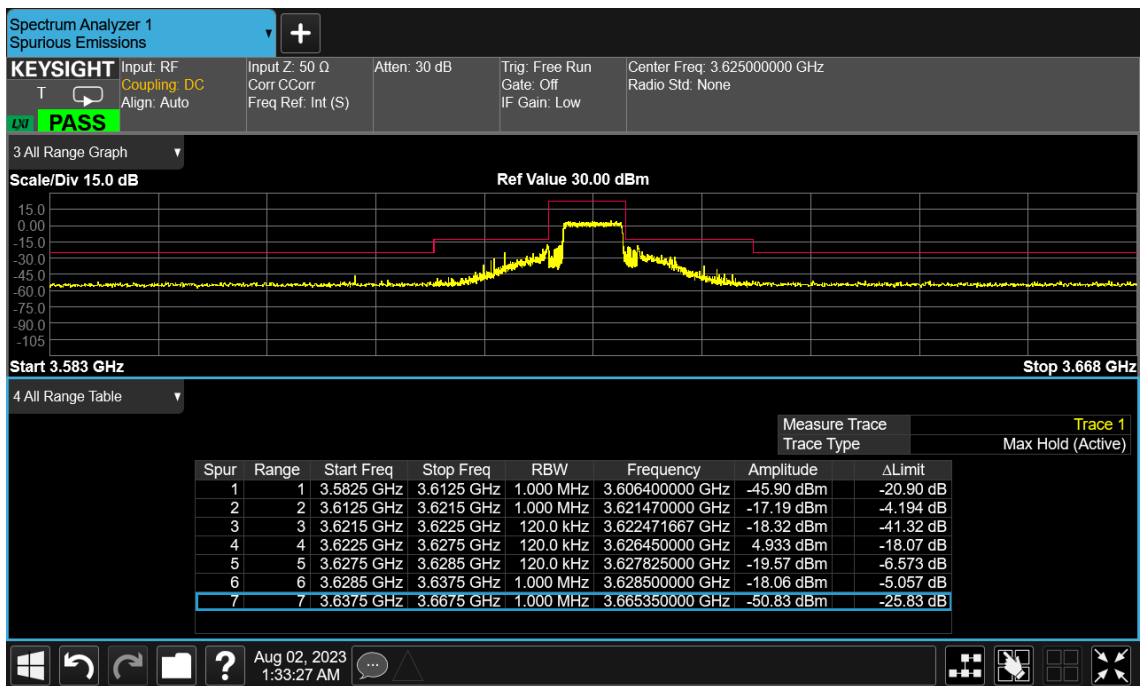 Spectrum Analyzer 1
Spurious Emissions
KEYSIGHT
T
LXI PASS
Input: RF
Coupling: DC
Align: Auto
Input Z: 50 Ω
Corr CCorr
Freq Ref: Int (S)
Atten: 30 dB
Trig: Free Run
Gate: Off
IF Gain: Low
Center Freq: 3.625000000 GHz
Radio Std: None
3 All Range Graph
Scale/Div 15.0 dB Ref Value 30.00 dBm
15.0
0.00
-15.0
-30.0
-45.0
-60.0
-75.0
-90.0
-105
Start 3.583 GHz Stop 3.668 GHz
4 All Range Table
Measure Trace Trace 1
Trace Type Max Hold (Active)
Spur Range Start Freq Stop Freq RBW Frequency Amplitude ΔLimit
1 1 3.5825 GHz 3.6125 GHz 1.000 MHz 3.606400000 GHz -45.90 dBm -20.90 dB
2 2 3.6125 GHz 3.6215 GHz 1.000 MHz 3.621470000 GHz -17.19 dBm -4.194 dB
3 3 3.6215 GHz 3.6225 GHz 120.0 kHz 3.622471667 GHz -18.32 dBm -41.32 dB
4 4 3.6225 GHz 3.6275 GHz 120.0 kHz 3.626450000 GHz 4.933 dBm -18.07 dB
5 5 3.6275 GHz 3.6285 GHz 120.0 kHz 3.627825000 GHz -19.57 dBm -6.573 dB
6 6 3.6285 GHz 3.6375 GHz 1.000 MHz 3.628500000 GHz -18.06 dBm -5.057 dB
7 7 3.6375 GHz 3.6675 GHz 1.000 MHz 3.665350000 GHz -50.83 dBm -25.83 dB
Aug 02, 2023
1:33:27 AM